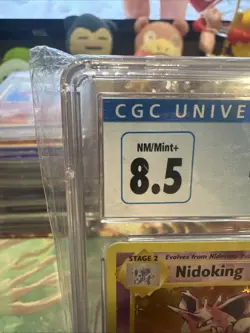 CGC UNIVE
NM/Mint+
8.5
STAGE 2
Evolves from Nidorino
Nidoking